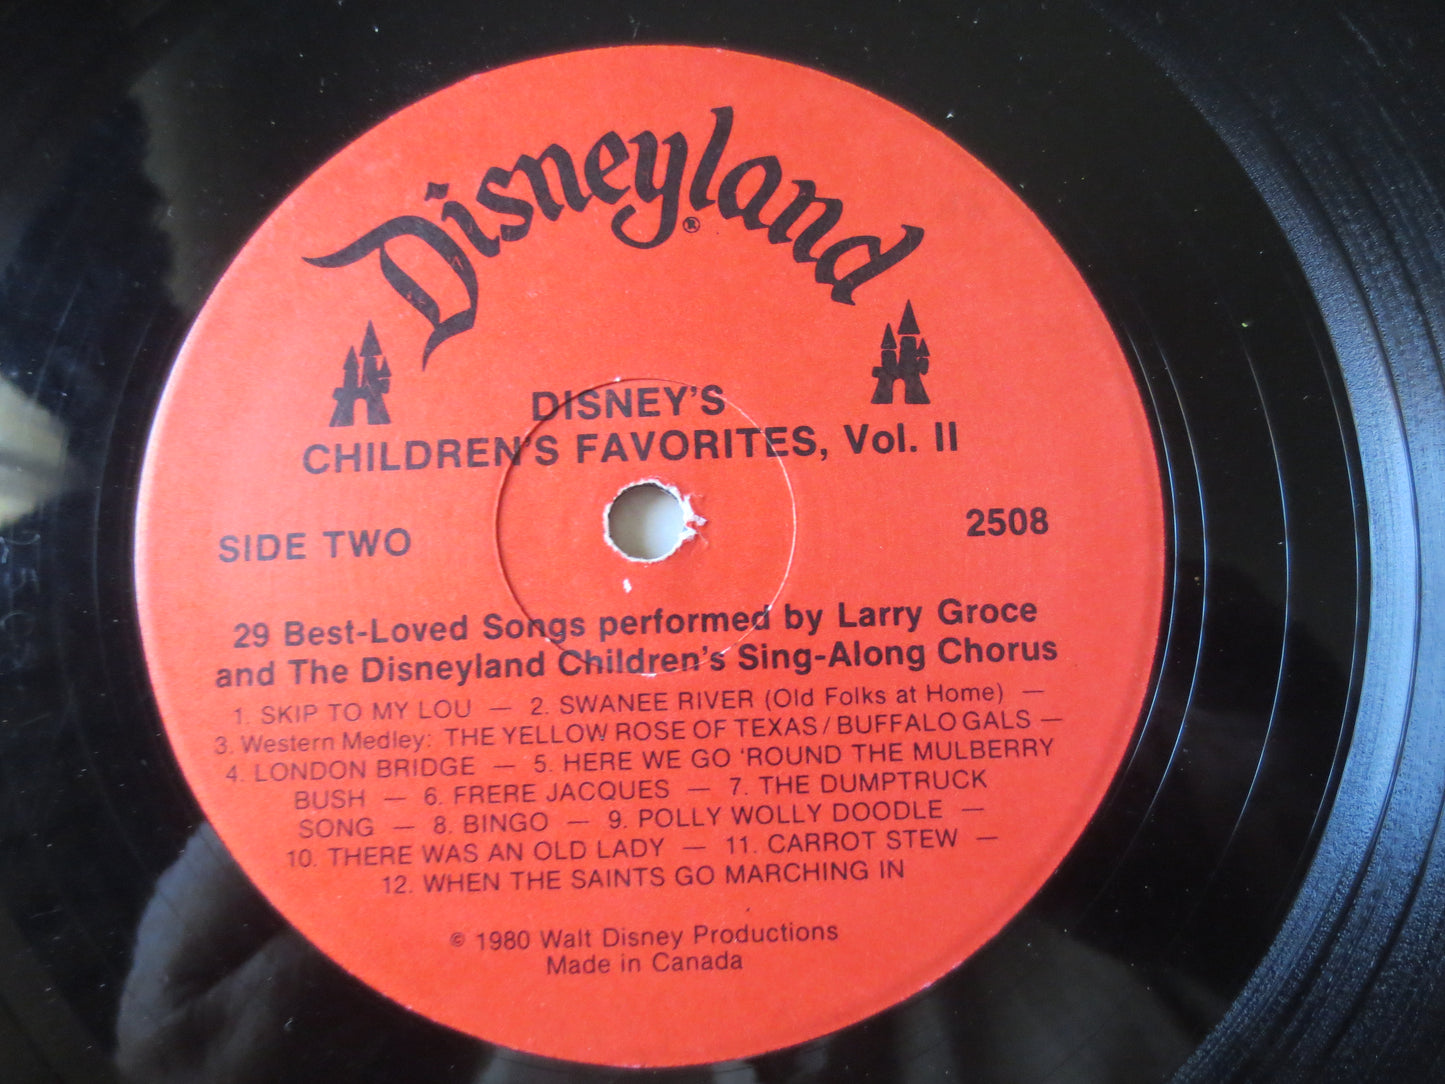 Disneyland
®
DISNEY'S
CHILDREN'S FAVORITES, Vol. II
SIDE TWO
2508
29 Best-Loved Songs performed by Larry Groce
and The Disneyland Children's Sing-Along Chorus
1. SKIP TO MY LOU — 2. SWANEE RIVER (Old Folks at Home) —
3. Western Medley: THE YELLOW ROSE OF TEXAS / BUFFALO GALS —
4. LONDON BRIDGE — 5. HERE WE GO 'ROUND THE MULBERRY
BUSH — 6. FRERE JACQUES — 7. THE DUMPTRUCK
SONG — 8. BINGO — 9. POLLY WOLLY DOODLE —
10. THERE WAS AN OLD LADY — 11. CARROT STEW —
12. WHEN THE SAINTS GO MARCHING IN
© 1980 Walt Disney Productions
Made in Canada